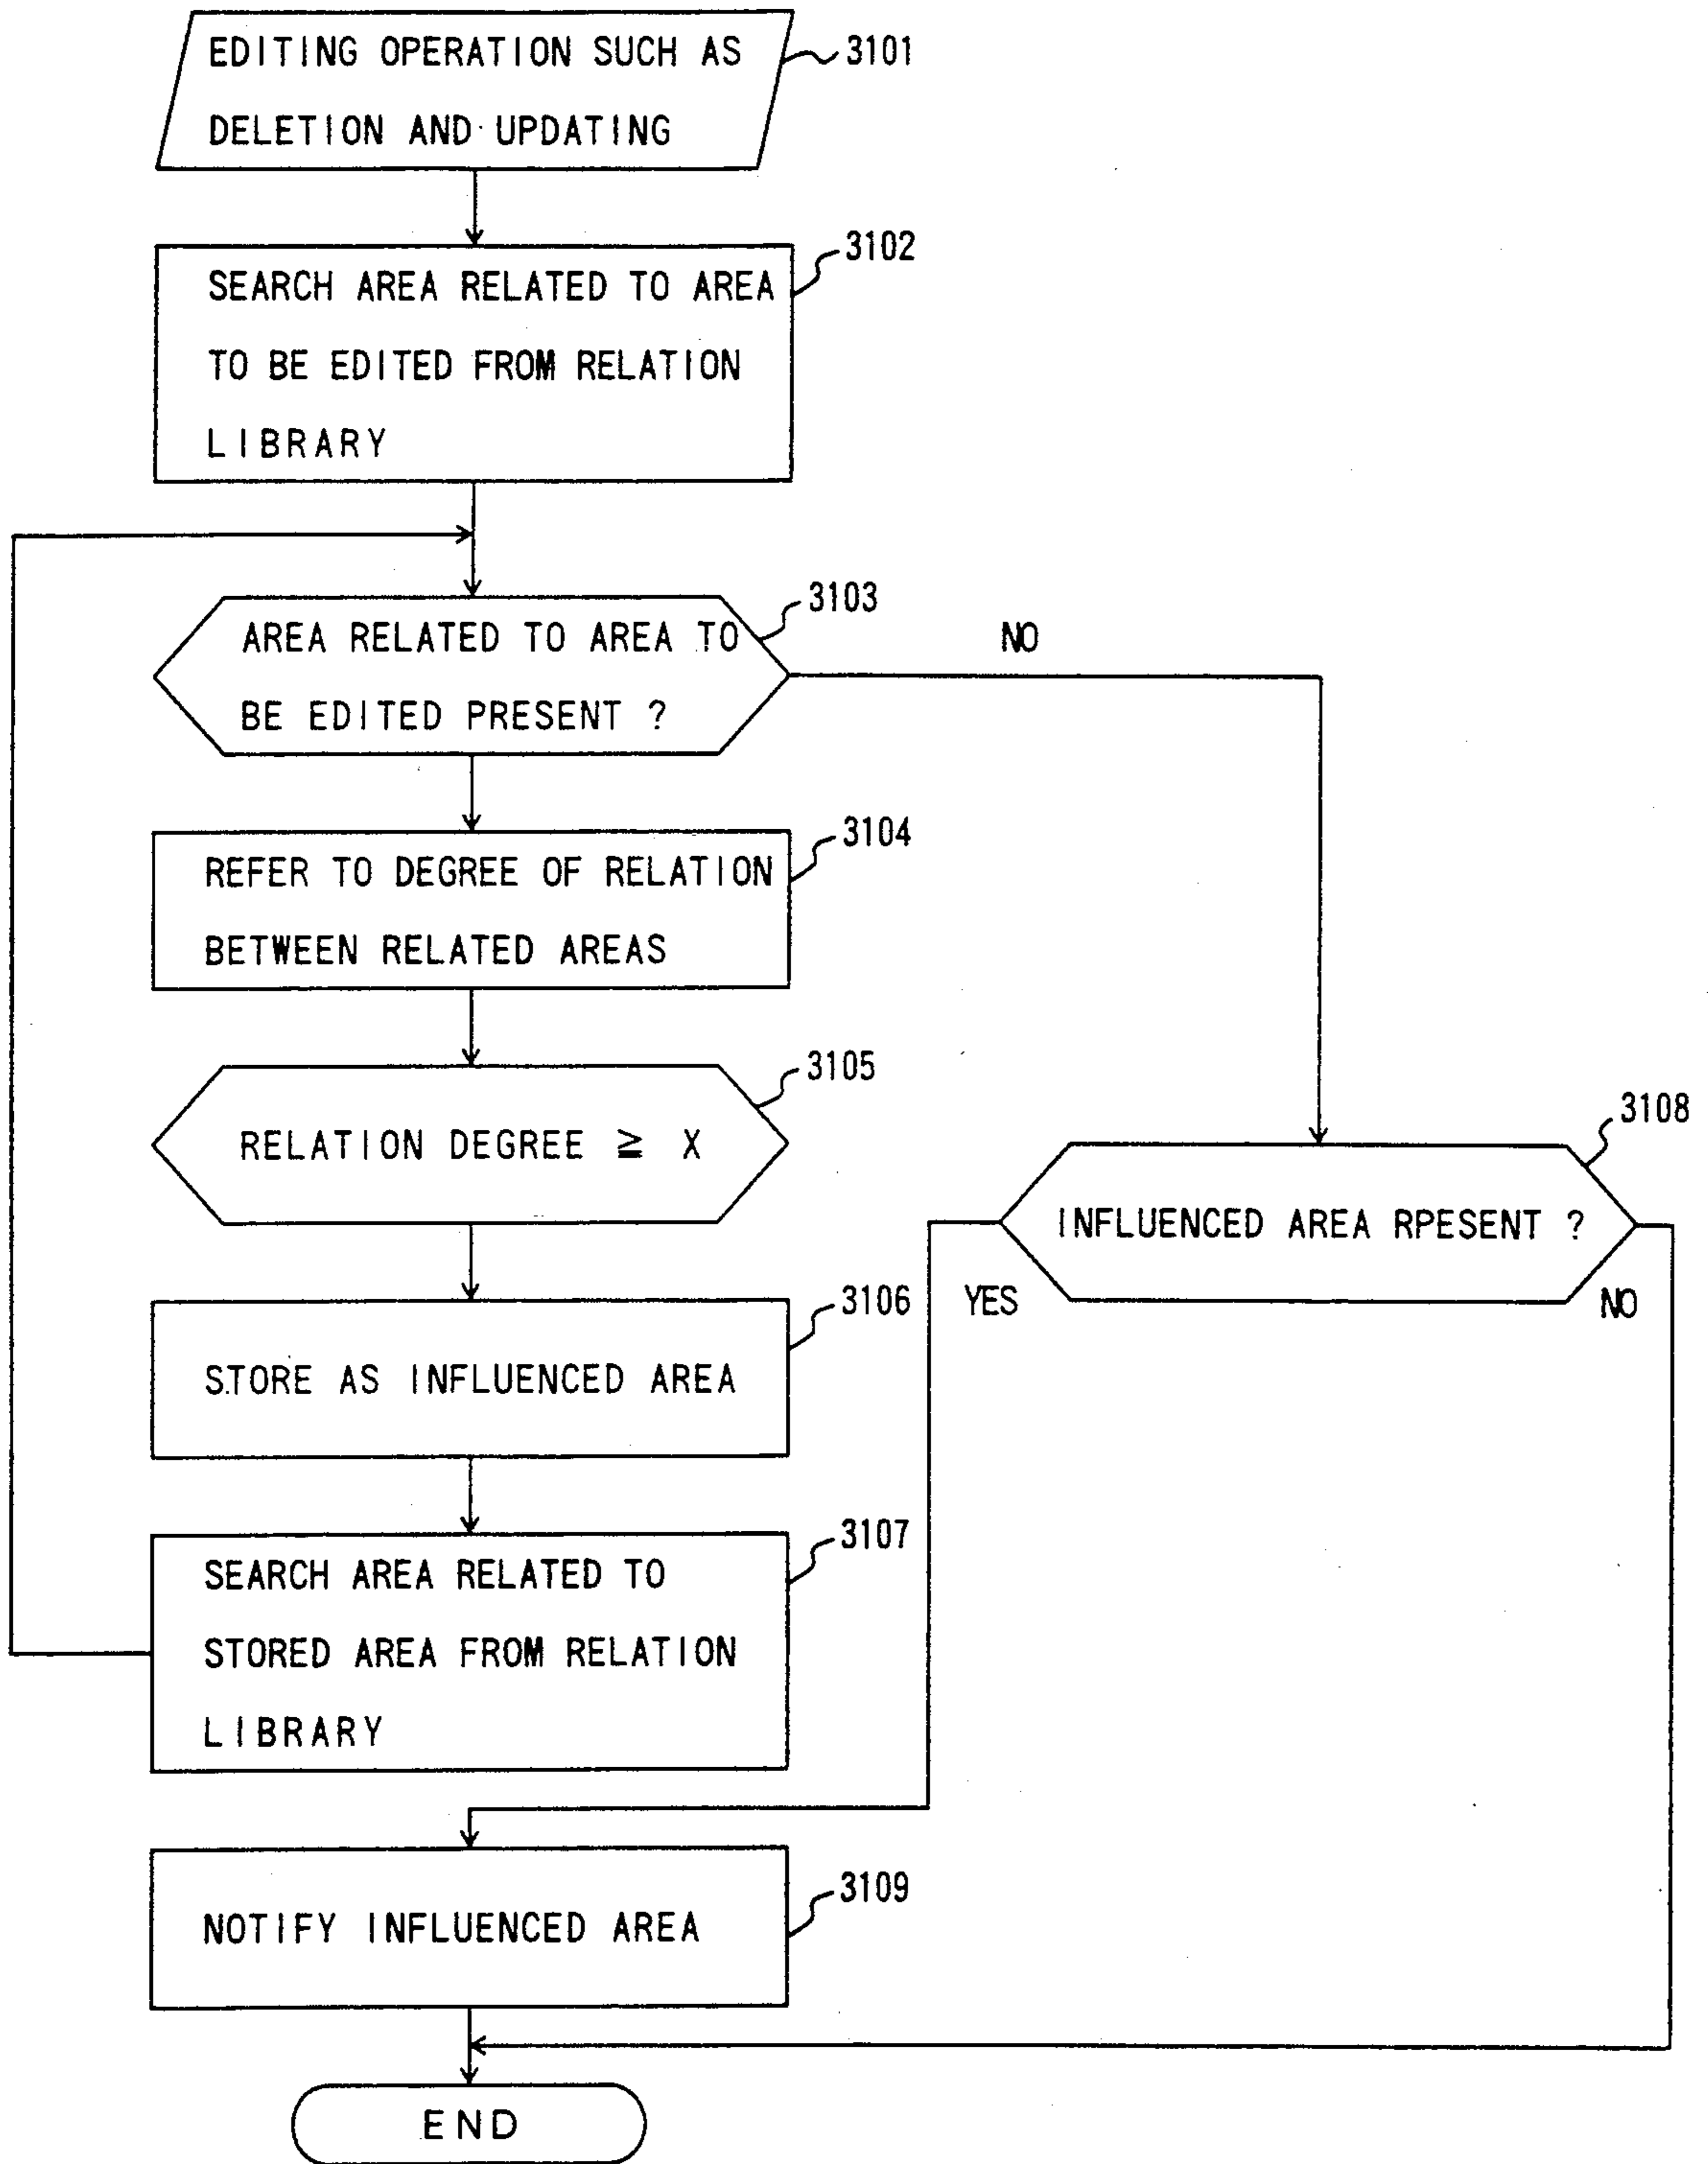 EDITING OPERATION SUCH AS
DELETION AND UPDATING
3101
SEARCH AREA RELATED TO AREA
TO BE EDITED FROM RELATION
LIBRARY
3102
AREA RELATED TO AREA TO
BE EDITED PRESENT ?
3103
NO
REFER TO DEGREE OF RELATION
BETWEEN RELATED AREAS
3104
RELATION DEGREE ≧ X
3105
INFLUENCED AREA RPESENT ?
3108
YES
NO
STORE AS INFLUENCED AREA
3106
SEARCH AREA RELATED TO
STORED AREA FROM RELATION
LIBRARY
3107
NOTIFY INFLUENCED AREA
3109
END